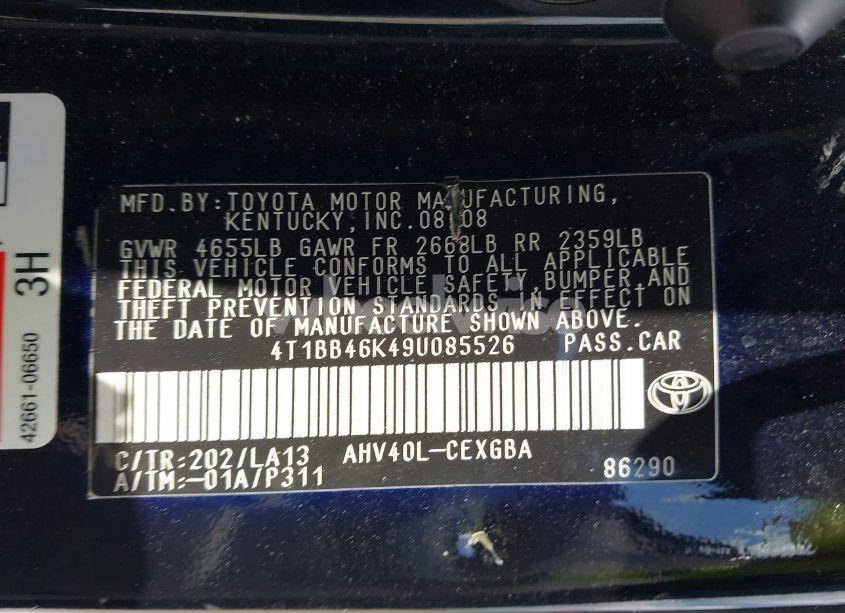 MFD.BY:TOYOTA MOTOR MANUFACTURING,
KENTUCKY,INC.08/08
GVWR 4655LB GAWR FR 2668LB RR 2359LB
THIS VEHICLE CONFORMS TO ALL APPLICABLE
FEDERAL MOTOR VEHICLE SAFETY,BUMPER,AND
THEFT PREVENTION STANDARDS IN EFFECT ON
THE DATE OF MANUFACTURE SHOWN ABOVE.
4T1BB46K49U085526 PASS.CAR
C/TR:202/LA13 AHV40L-CEXGBA
A/TM:-01A/P311 86290
42661-06650 3H